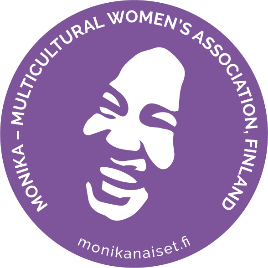 MONIKA – MULTICULTURAL WOMEN'S ASSOCIATION, FINLAND
monikanaiset.fi